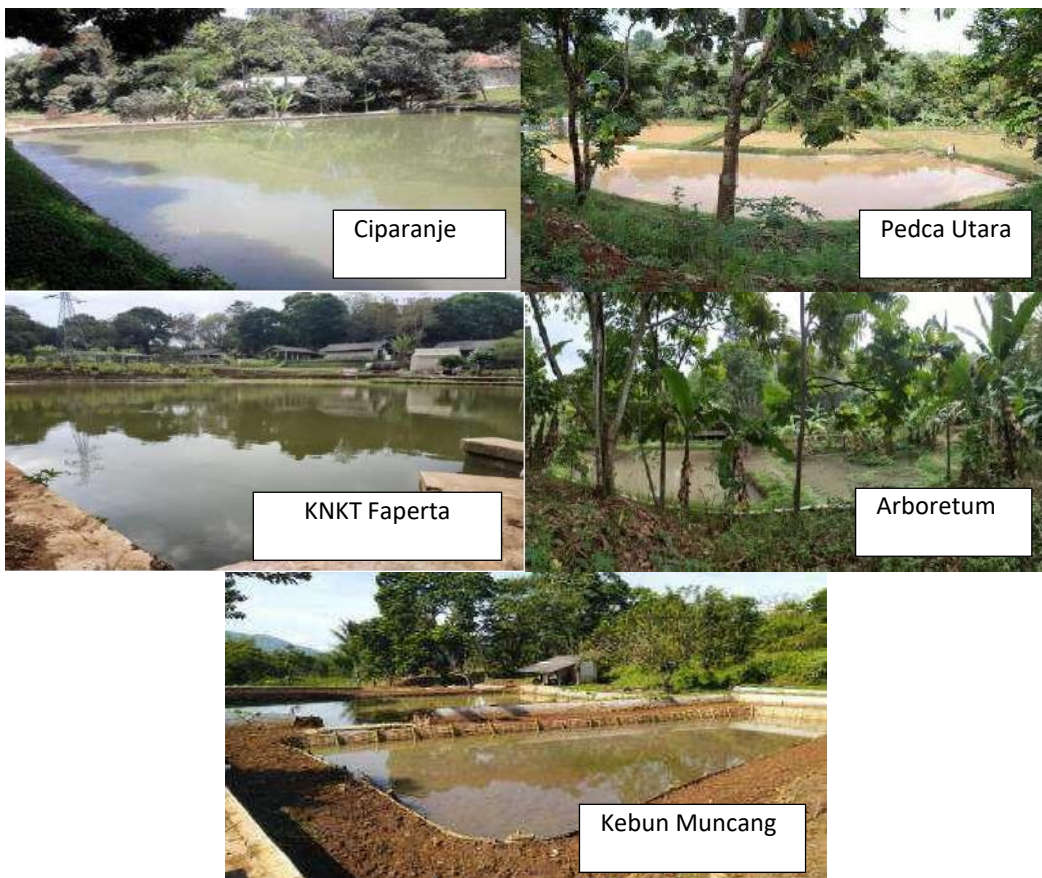 Ciparanje
Pedca Utara
KNKT Faperta
Arboretum
Kebun Muncang